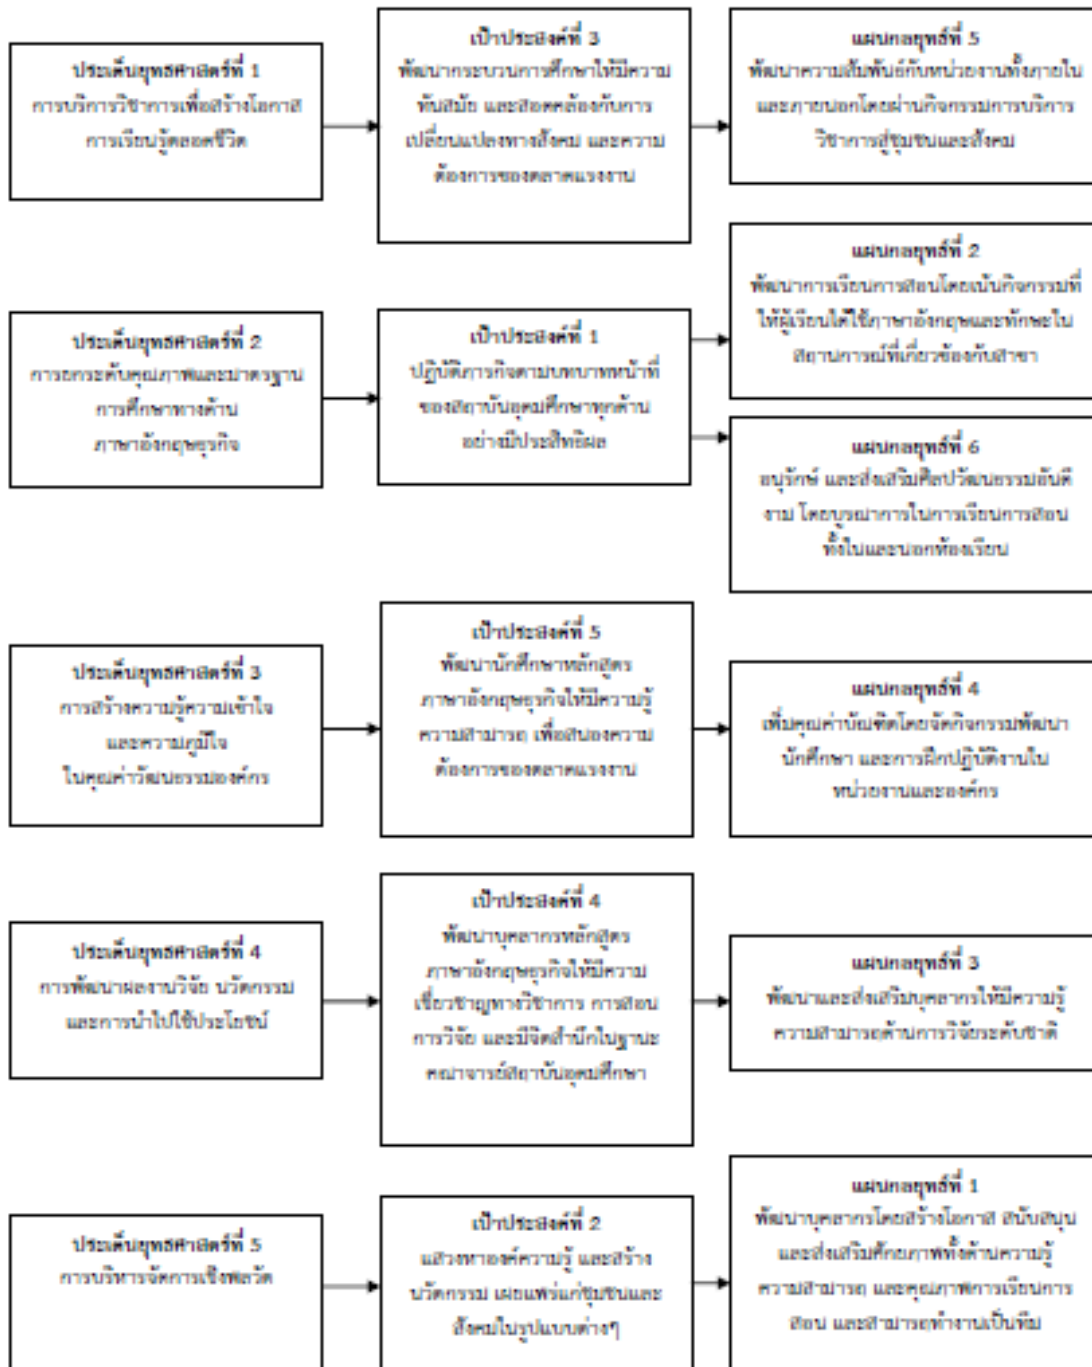 ประเด็นยุทธศาสตร์ที่ 1
การบริการวิชาการเพื่อสร้างโอกาส
การเรียนรู้ตลอดชีวิต
เป้าประสงค์ที่ 3
พัฒนากระบวนการศึกษาให้มีความ
ทันสมัย และสอดคล้องกับการ
เปลี่ยนแปลงทางสังคม และความ
ต้องการของตลาดแรงงาน
แผนกลยุทธ์ที่ 5
พัฒนาความสัมพันธ์กับหน่วยงานทั้งภายใน
และภายนอกโดยผ่านกิจกรรมการบริการ
วิชาการสู่ชุมชนและสังคม
ประเด็นยุทธศาสตร์ที่ 2
การยกระดับคุณภาพและมาตรฐาน
การศึกษาทางด้าน
ภาษาอังกฤษธุรกิจ
เป้าประสงค์ที่ 1
ปฏิบัติภารกิจตามบทบาทหน้าที่
ของสถาบันอุดมศึกษาทุกด้าน
อย่างมีประสิทธิผล
แผนกลยุทธ์ที่ 2
พัฒนาการเรียนการสอนโดยเน้นกิจกรรมที่
ให้ผู้เรียนได้ใช้ภาษาอังกฤษและทักษะใน
สถานการณ์ที่เกี่ยวข้องกับสาขา
แผนกลยุทธ์ที่ 6
อนุรักษ์ และส่งเสริมศิลปวัฒนธรรมอันดี
งาม โดยบูรณาการในการเรียนการสอน
ทั้งในและนอกห้องเรียน
ประเด็นยุทธศาสตร์ที่ 3
การสร้างความรู้ความเข้าใจ
และความภูมิใจ
ในคุณค่าวัฒนธรรมองค์กร
เป้าประสงค์ที่ 5
พัฒนานักศึกษาหลักสูตร
ภาษาอังกฤษธุรกิจให้มีความรู้
ความสามารถ เพื่อสนองความ
ต้องการของตลาดแรงงาน
แผนกลยุทธ์ที่ 4
เพิ่มคุณค่าบัณฑิตโดยจัดกิจกรรมพัฒนา
นักศึกษา และการฝึกปฏิบัติงานใน
หน่วยงานและองค์กร
ประเด็นยุทธศาสตร์ที่ 4
การพัฒนาผลงานวิจัย นวัตกรรม
และการนำไปใช้ประโยชน์
เป้าประสงค์ที่ 4
พัฒนาบุคลากรหลักสูตร
ภาษาอังกฤษธุรกิจให้มีความ
เชี่ยวชาญทางวิชาการ การสอน
การวิจัย และมีจิตสำนึกในฐานะ
คณาจารย์สถาบันอุดมศึกษา
แผนกลยุทธ์ที่ 3
พัฒนาและส่งเสริมบุคลากรให้มีความรู้
ความสามารถด้านการวิจัยระดับชาติ
ประเด็นยุทธศาสตร์ที่ 5
การบริหารจัดการเชิงพลวัต
เป้าประสงค์ที่ 2
แสวงหาองค์ความรู้ และสร้าง
นวัตกรรม เผยแพร่แก่ชุมชนและ
สังคมในรูปแบบต่างๆ
แผนกลยุทธ์ที่ 1
พัฒนาบุคลากรโดยสร้างโอกาส สนับสนุน
และส่งเสริมศักยภาพทั้งด้านความรู้
ความสามารถ และคุณภาพการเรียนการ
สอน และสามารถทำงานเป็นทีม